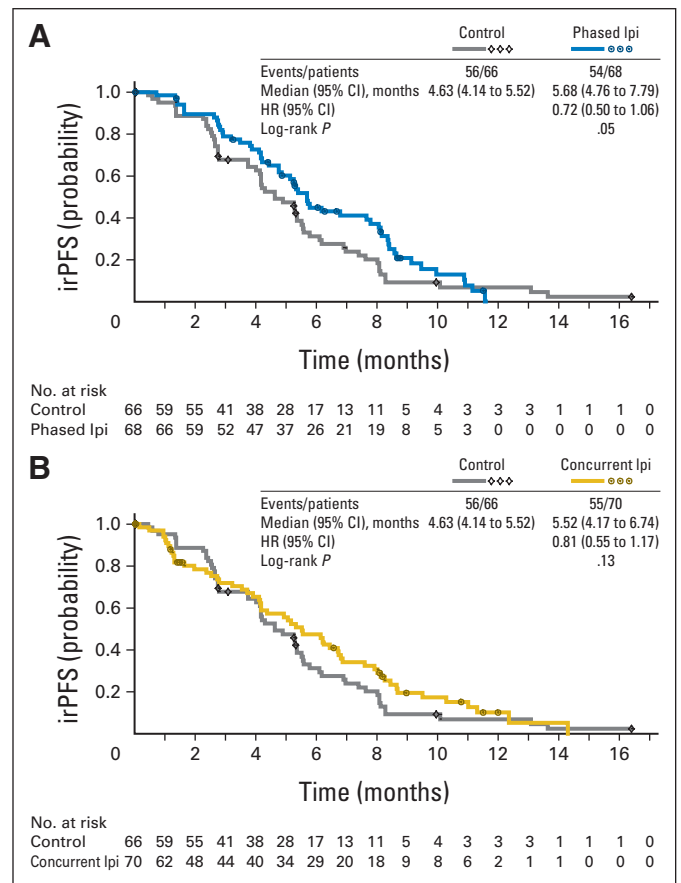 A
Control Phased Ipi
Events/patients 56/66 54/68
Median (95% CI), months 4.63 (4.14 to 5.52) 5.68 (4.76 to 7.79)
HR (95% CI) 0.72 (0.50 to 1.06)
Log-rank P .05
irPFS (probability)
1.0
0.8
0.6
0.4
0.2
0 2 4 6 8 10 12 14 16
Time (months)
No. at risk
Control 66 59 55 41 38 28 17 13 11 5 4 3 3 3 1 1 1 0
Phased Ipi 68 66 59 52 47 37 26 21 19 8 5 3 0 0 0 0 0 0
B
Control Concurrent Ipi
Events/patients 56/66 55/70
Median (95% CI), months 4.63 (4.14 to 5.52) 5.52 (4.17 to 6.74)
HR (95% CI) 0.81 (0.55 to 1.17)
Log-rank P .13
irPFS (probability)
1.0
0.8
0.6
0.4
0.2
0 2 4 6 8 10 12 14 16
Time (months)
No. at risk
Control 66 59 55 41 38 28 17 13 11 5 4 3 3 3 1 1 1 0
Concurrent Ipi 70 62 48 44 40 34 29 20 18 9 8 6 2 1 1 0 0 0